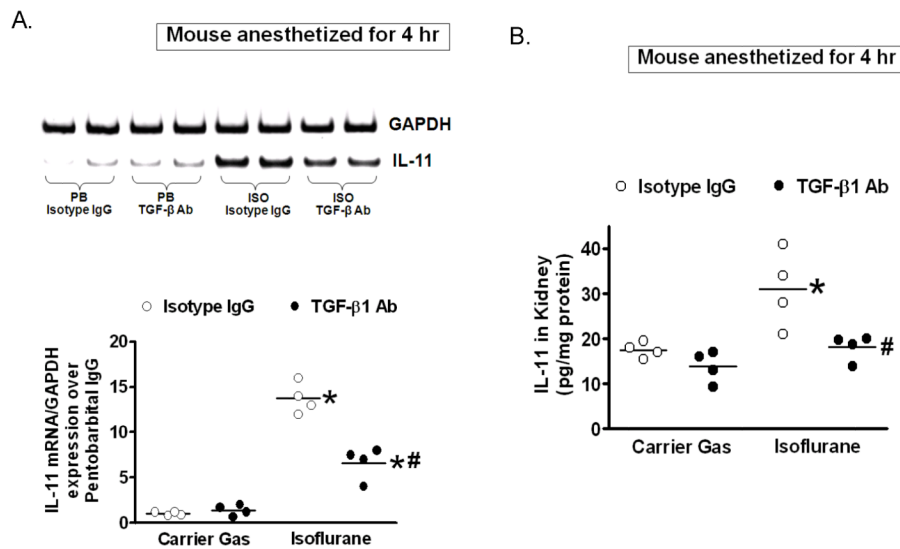 A.
Mouse anesthetized for 4 hr
GAPDH
IL-11
PB
Isotype IgG
PB
TGF-β Ab
ISO
Isotype IgG
ISO
TGF-β Ab
Isotype IgG
TGF-β1 Ab
IL-11 mRNA/GAPDH
expression over
Pentobarbital IgG
20
15
10
5
0
*
*#
Carrier Gas
Isoflurane
B.
Mouse anesthetized for 4 hr
Isotype IgG
TGF-β1 Ab
IL-11 in Kidney
(pg/mg protein)
40
30
20
10
0
*
#
Carrier Gas
Isoflurane